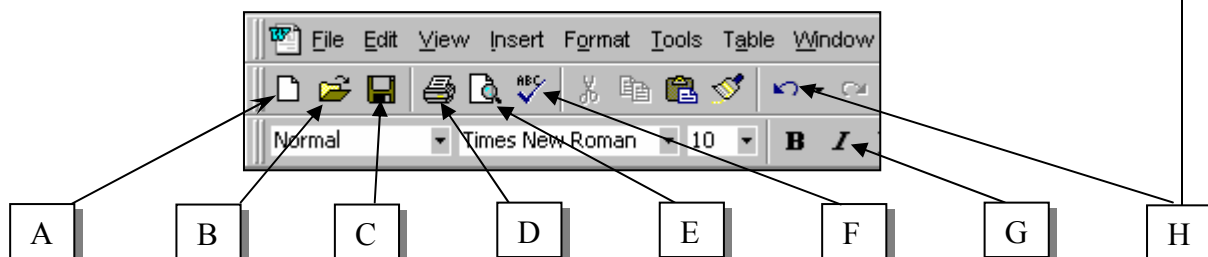 File Edit View Insert Format Tools Table Window
ABC
Normal Times New Roman 10 B I
A B C D E F G H